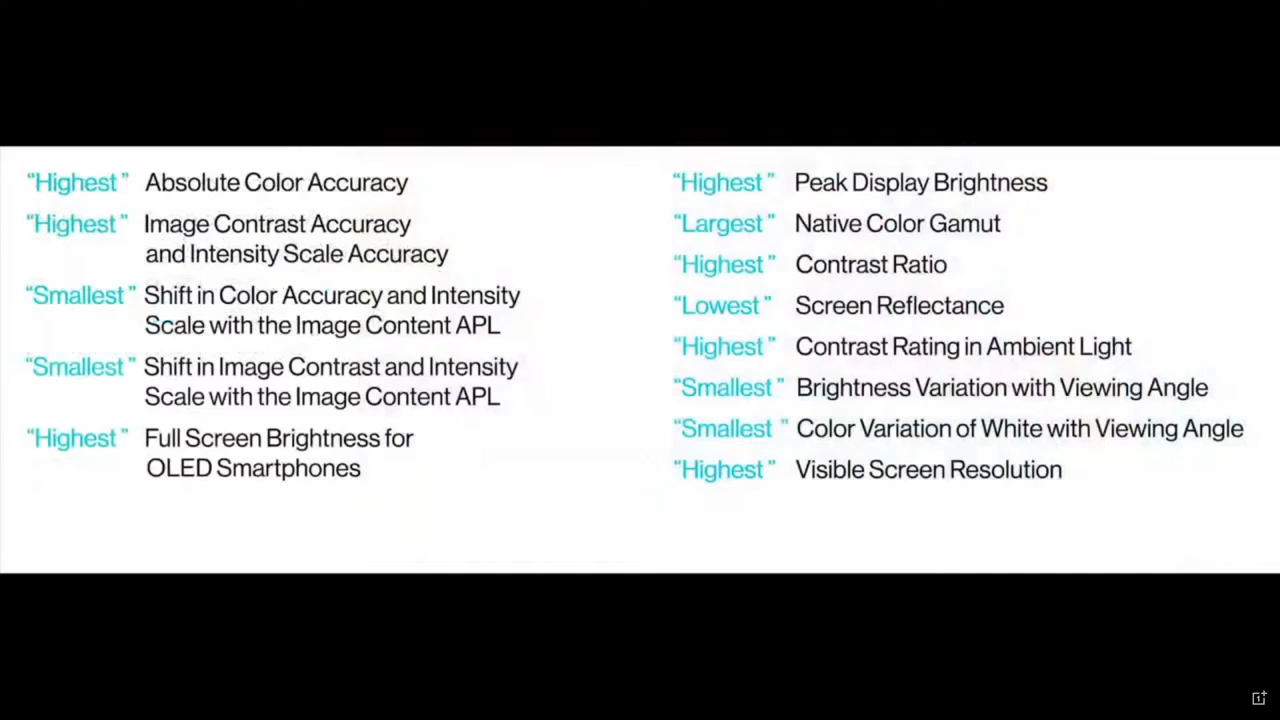 “Highest” Absolute Color Accuracy
“Highest” Image Contrast Accuracy
and Intensity Scale Accuracy
“Smallest” Shift in Color Accuracy and Intensity
Scale with the Image Content APL
“Smallest” Shift in Image Contrast and Intensity
Scale with the Image Content APL
“Highest” Full Screen Brightness for
OLED Smartphones
“Highest” Peak Display Brightness
“Largest” Native Color Gamut
“Highest” Contrast Ratio
“Lowest” Screen Reflectance
“Highest” Contrast Rating in Ambient Light
“Smallest” Brightness Variation with Viewing Angle
“Smallest” Color Variation of White with Viewing Angle
“Highest” Visible Screen Resolution
1+